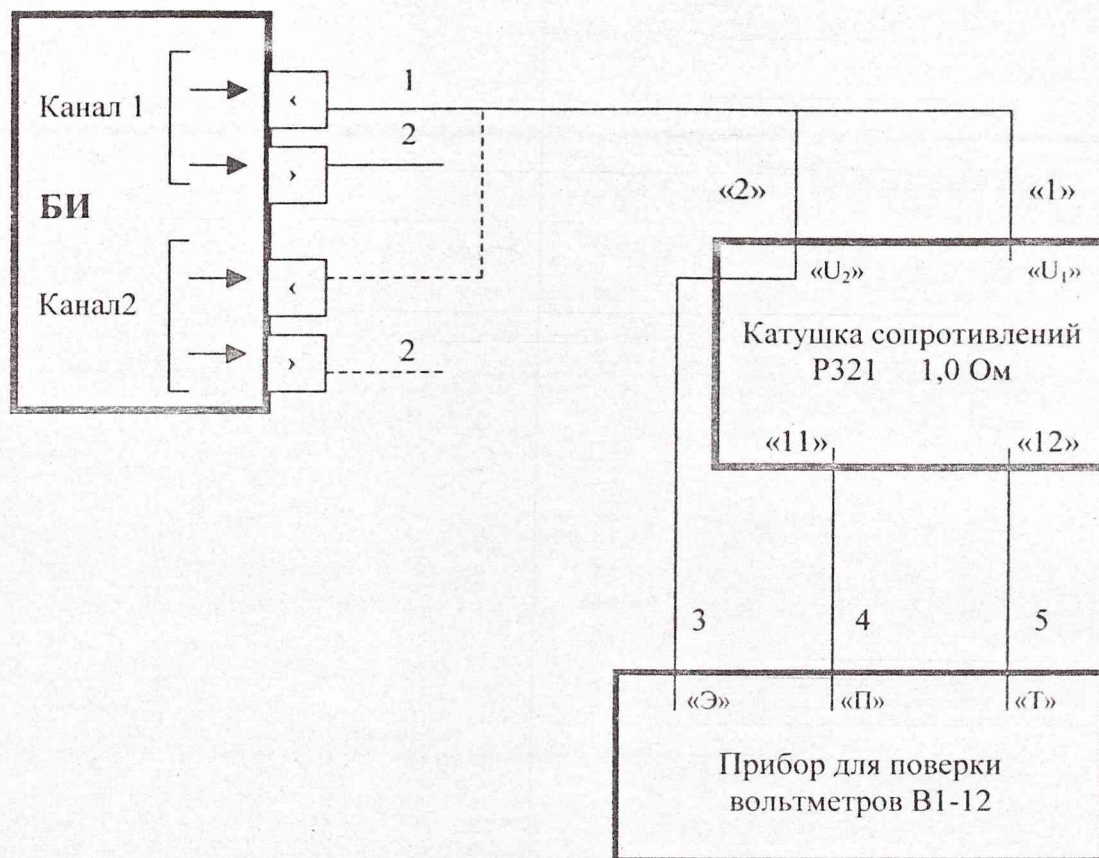 Канал 1
‹
1
2
›
БИ
«2»
«1»
Канал2
‹
›
2
«U₂»
«U₁»
Катушка сопротивлений
Р321 1,0 Ом
«11»
«12»
3
4
5
«Э»
«П»
«Т»
Прибор для поверки
вольтметров В1-12